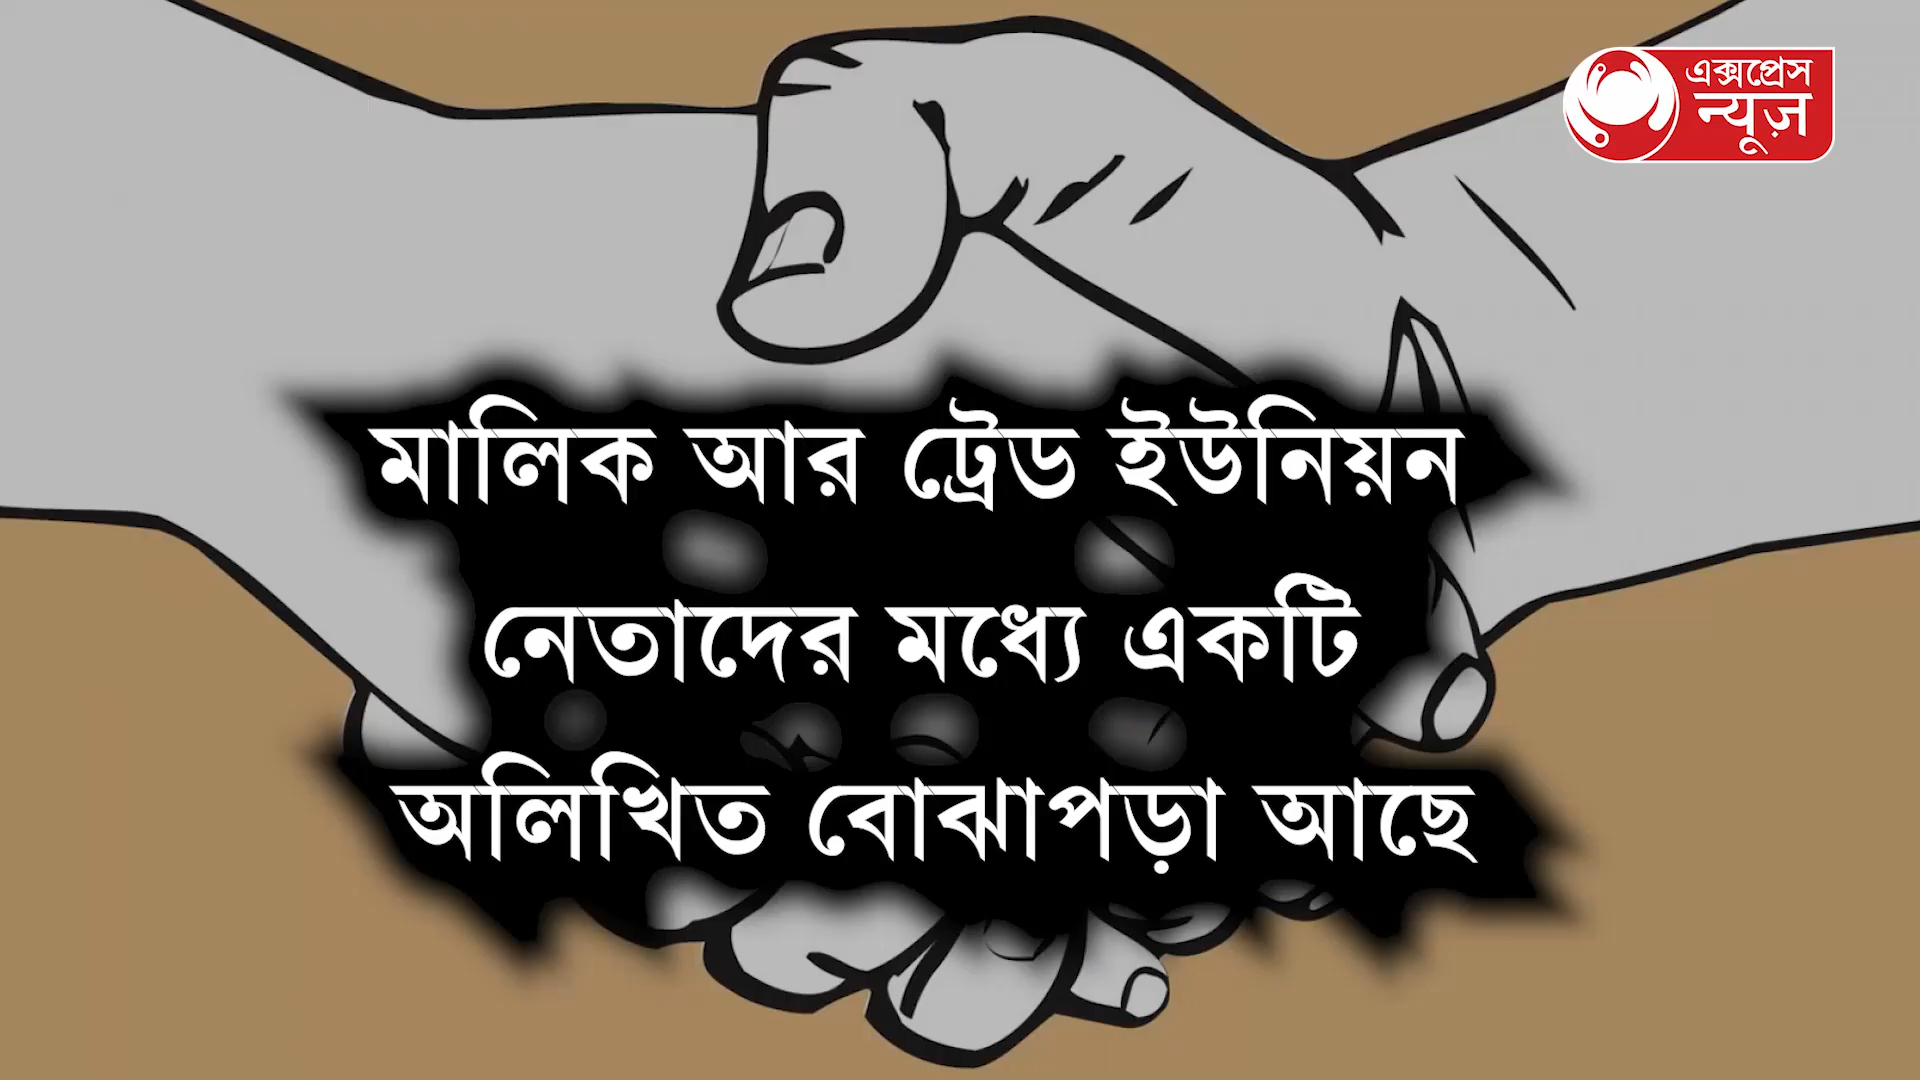 এক্সপ্রেস
ন্যূজ়
মালিক আর ট্রেড ইউনিয়ন
নেতাদের মধ্যে একটি
অলিখিত বোঝাপড়া আছে